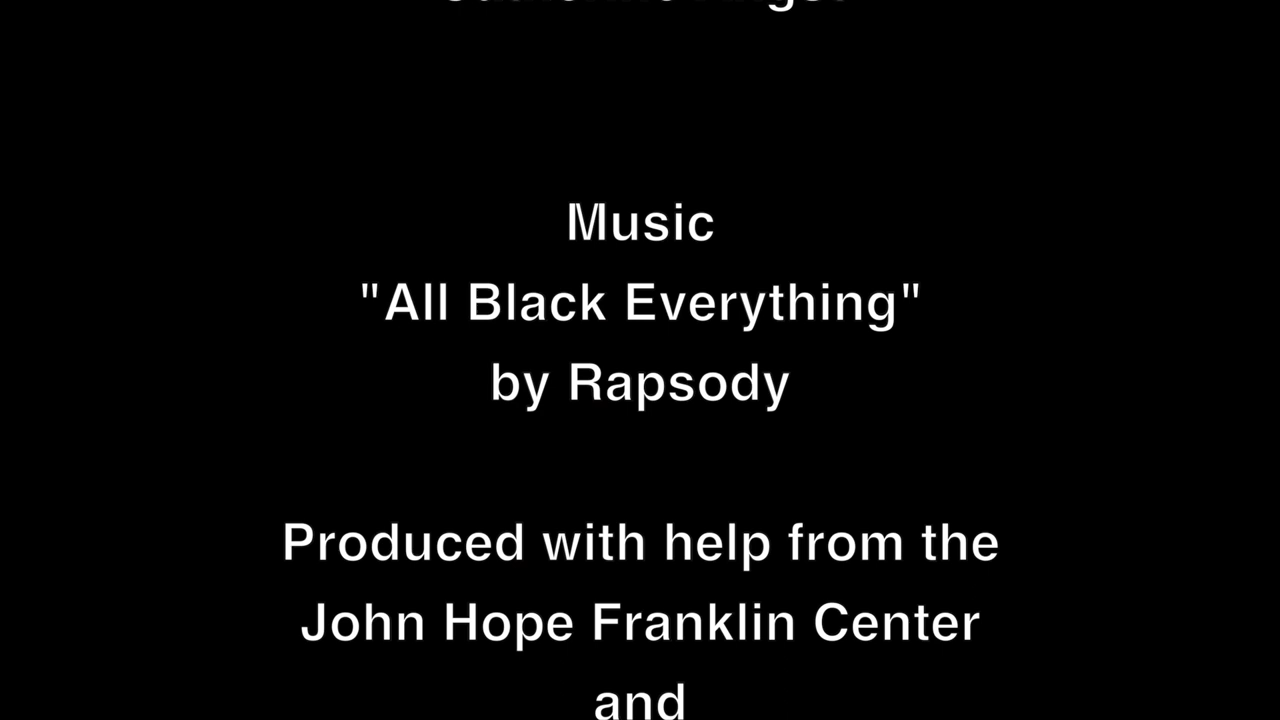 Music
"All Black Everything"
by Rapsody
Produced with help from the
John Hope Franklin Center
and